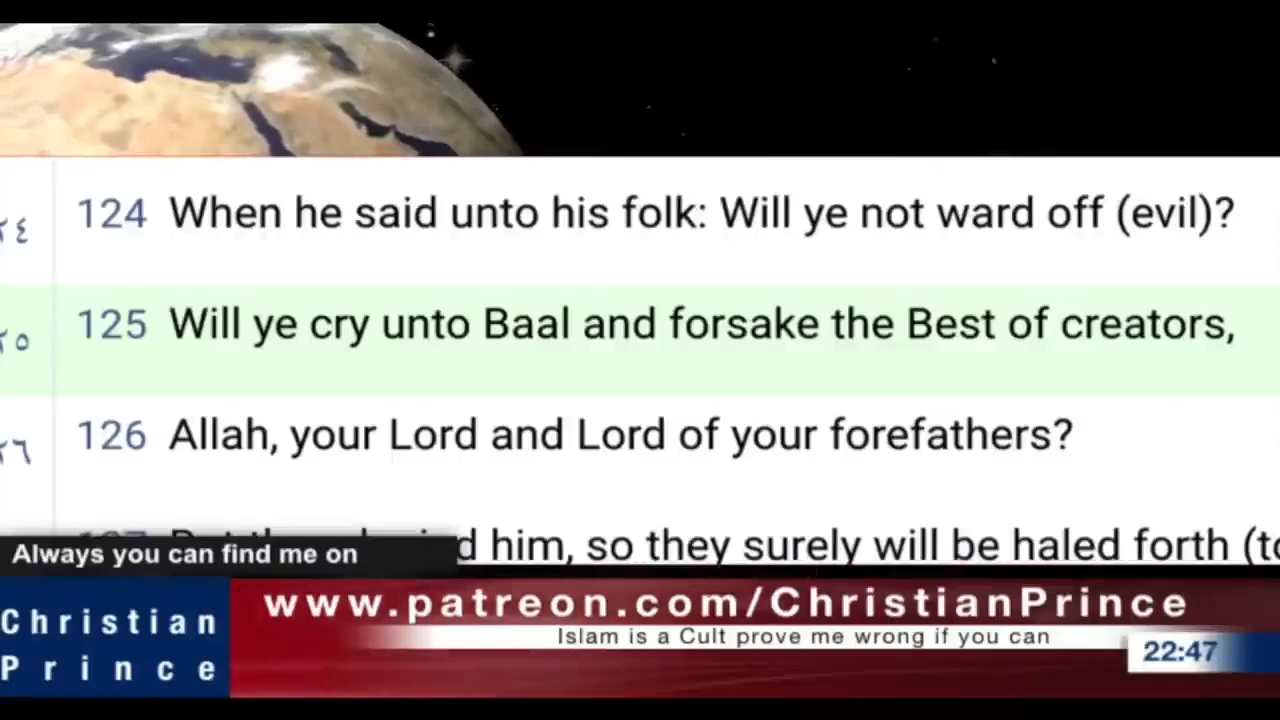 124 When he said unto his folk: Will ye not ward off (evil)?
125 Will ye cry unto Baal and forsake the Best of creators,
126 Allah, your Lord and Lord of your forefathers?
him, so they surely will be haled forth
Always you can find me on
www.patreon.com/ChristianPrince
Christian
Prince
Islam is a Cult prove me wrong if you can
22:47